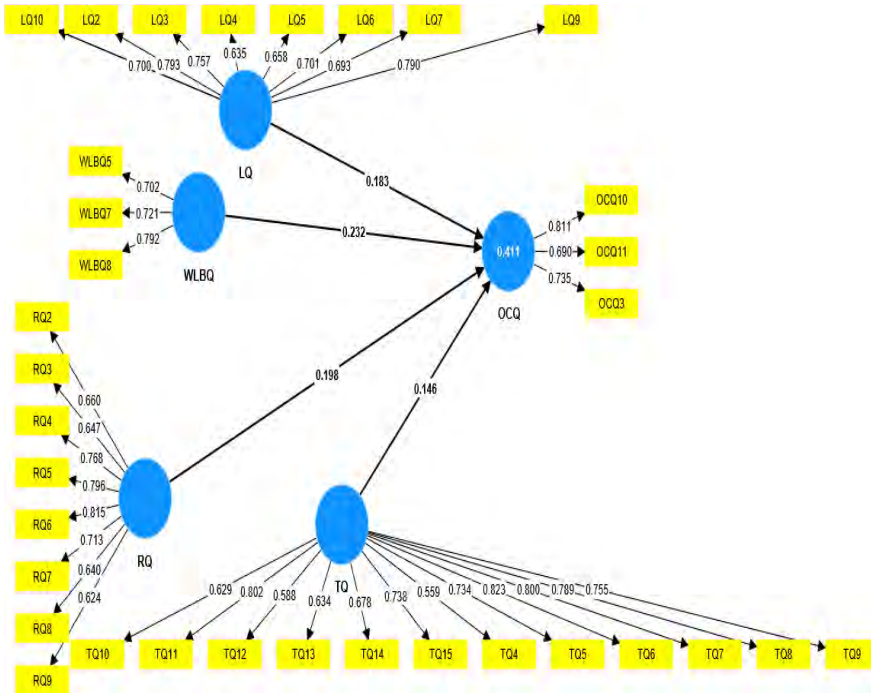 LQ10 LQ2 LQ3 LQ4 LQ5 LQ6 LQ7 LQ9
0.700 0.793 0.757 0.635 0.658 0.701 0.693 0.790
LQ
0.183
WLBQ5
WLBQ7
WLBQ8
0.702
0.721
0.792
WLBQ
0.232
OCQ10
OCQ11
OCQ3
0.811
0.690
0.735
0.411
OCQ
RQ2
RQ3
RQ4
RQ5
RQ6
RQ7
RQ8
RQ9
0.660
0.647
0.768
0.796
0.815
0.713
0.640
0.624
RQ
0.198
0.146
TQ
0.629 0.802 0.588 0.634 0.678 0.738 0.559 0.734 0.823 0.800 0.789 0.755
TQ10 TQ11 TQ12 TQ13 TQ14 TQ15 TQ4 TQ5 TQ6 TQ7 TQ8 TQ9